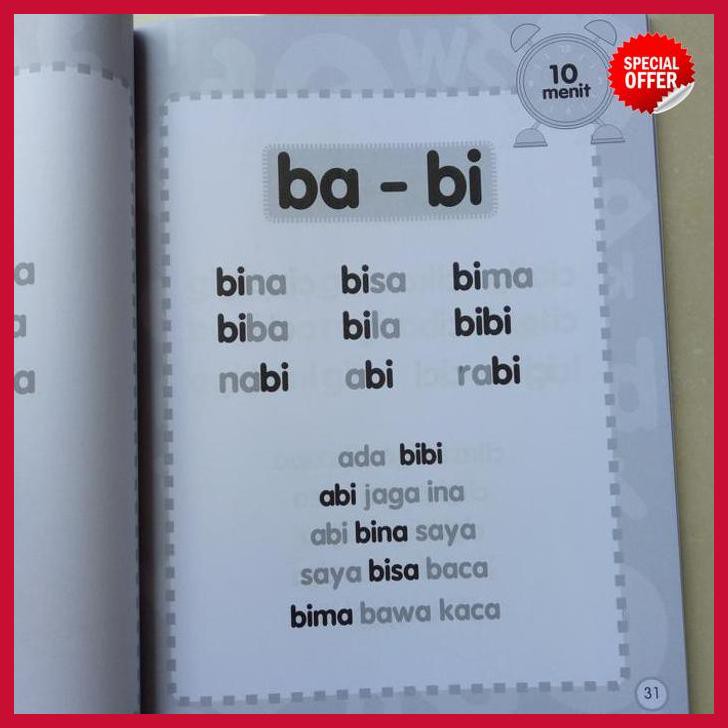 SPECIAL
OFFER
10
menit
ba - bi
bina bisa bima
biba bila bibi
nabi abi rabi
ada bibi
abi jaga ina
abi bina saya
saya bisa baca
bima bawa kaca
31
a
a
a